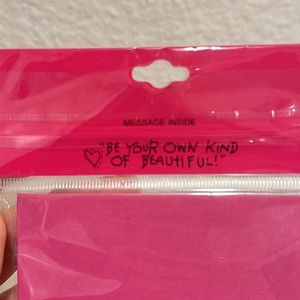 MESSAGE INSIDE
"BE YOUR OWN KIND
OF BEAUTIFUL!"